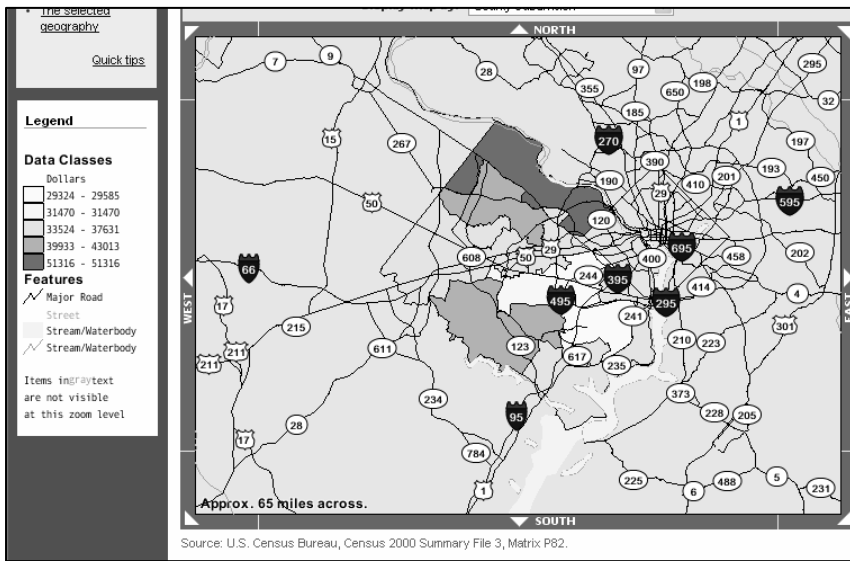 The selected
geography
Quick tips
Legend
Data Classes
Dollars
29324 - 29585
31470 - 31470
33524 - 37631
39933 - 43013
51316 - 51316
Features
Major Road
Street
Stream/Waterbody
Stream/Waterbody
Items in gray text
are not visible
at this zoom level
NORTH
WEST
EAST
SOUTH
7
9
28
355
97
198
295
650
32
185
1
15
267
270
197
390
193
450
190
29
410
201
595
50
120
608
50
29
695
400
458
202
66
244
395
495
295
414
4
17
241
301
215
123
210
223
211
211
611
617
235
373
234
95
228
205
28
17
784
225
488
5
1
6
231
Approx. 65 miles across.
Source: U.S. Census Bureau, Census 2000 Summary File 3, Matrix P82.